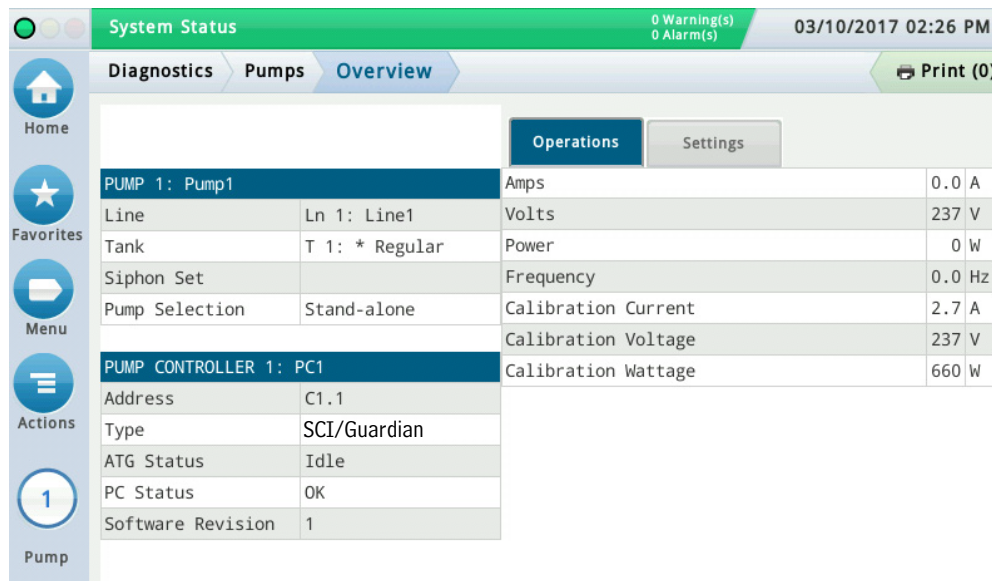 System Status
0 Warning(s)
0 Alarm(s)
03/10/2017 02:26 PM
Diagnostics Pumps Overview
Print (0)
Home
Favorites
Menu
Actions
1
Pump
PUMP 1: Pump1
Line Ln 1: Line1
Tank T 1: * Regular
Siphon Set
Pump Selection Stand-alone
PUMP CONTROLLER 1: PC1
Address C1.1
Type SCI/Guardian
ATG Status Idle
PC Status OK
Software Revision 1
Operations Settings
Amps 0.0 A
Volts 237 V
Power 0 W
Frequency 0.0 Hz
Calibration Current 2.7 A
Calibration Voltage 237 V
Calibration Wattage 660 W